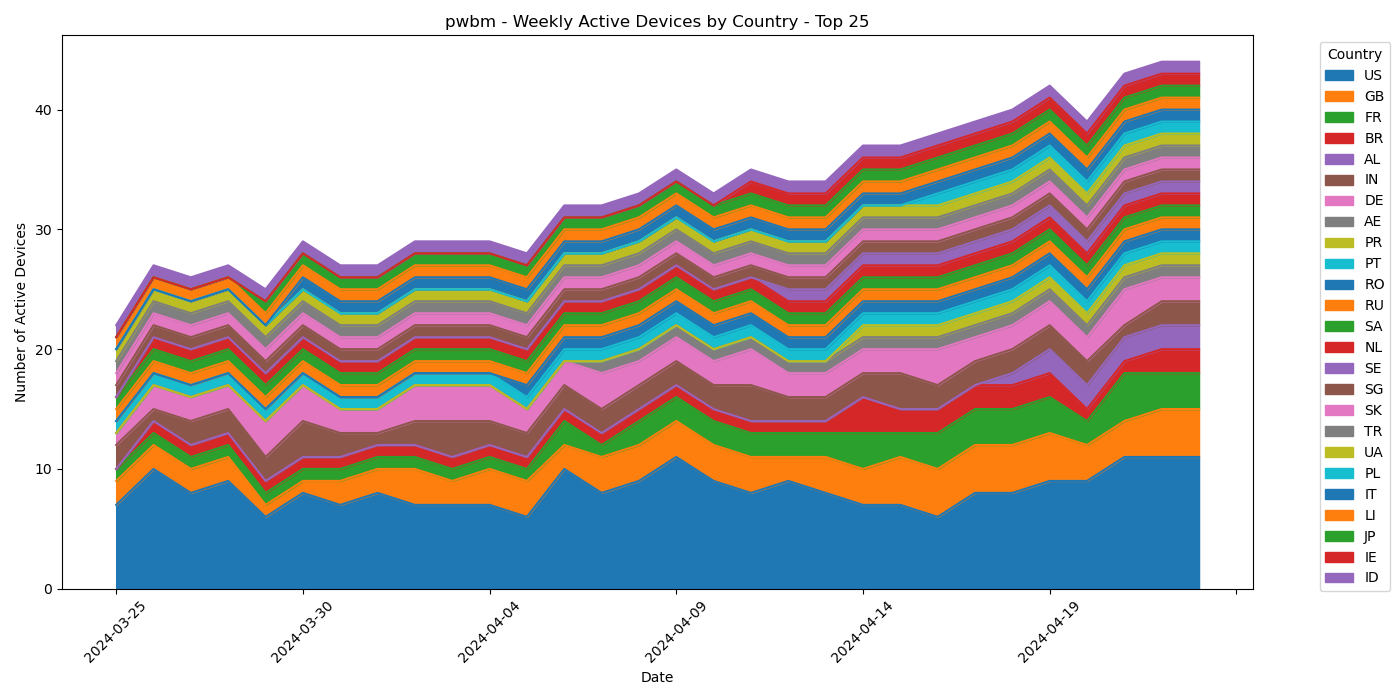 pwbm - Weekly Active Devices by Country - Top 25
Number of Active Devices
40
30
20
10
0
2024-03-25
2024-03-30
2024-04-04
2024-04-09
2024-04-14
2024-04-19
Date
Country
US
GB
FR
BR
AL
IN
DE
AE
PR
PT
RO
RU
SA
NL
SE
SG
SK
TR
UA
PL
IT
LI
JP
IE
ID